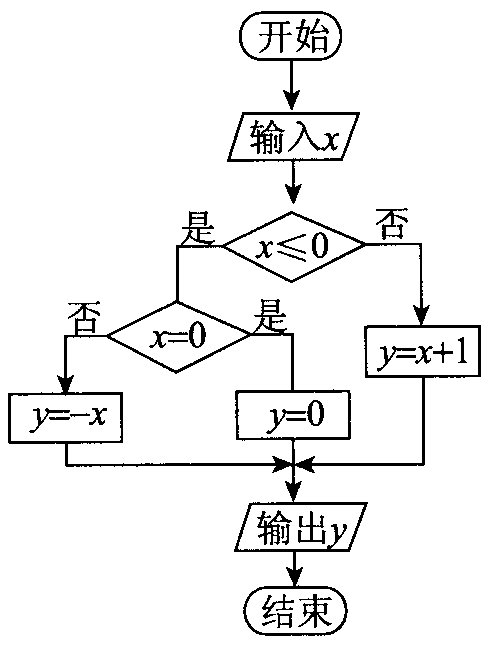 开始
输入x
是
x≤0
否
否
x=0
是
y=x+1
y=–x
y=0
输出y
结束